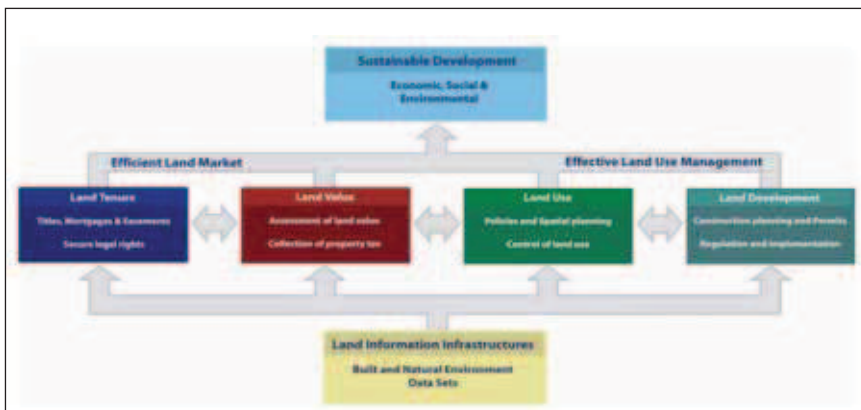 Sustainable Development
Economic, Social &
Environmental
Efficient Land Market
Effective Land Use Management
Land Tenure
Titles, Mortgages & Easements
Secure legal rights
Land Value
Assessment of land value
Collection of property tax
Land Use
Policies and Spatial planning
Control of land use
Land Development
Construction planning and Permits
Regulation and implementation
Land Information Infrastructures
Built and Natural Environment
Data Sets